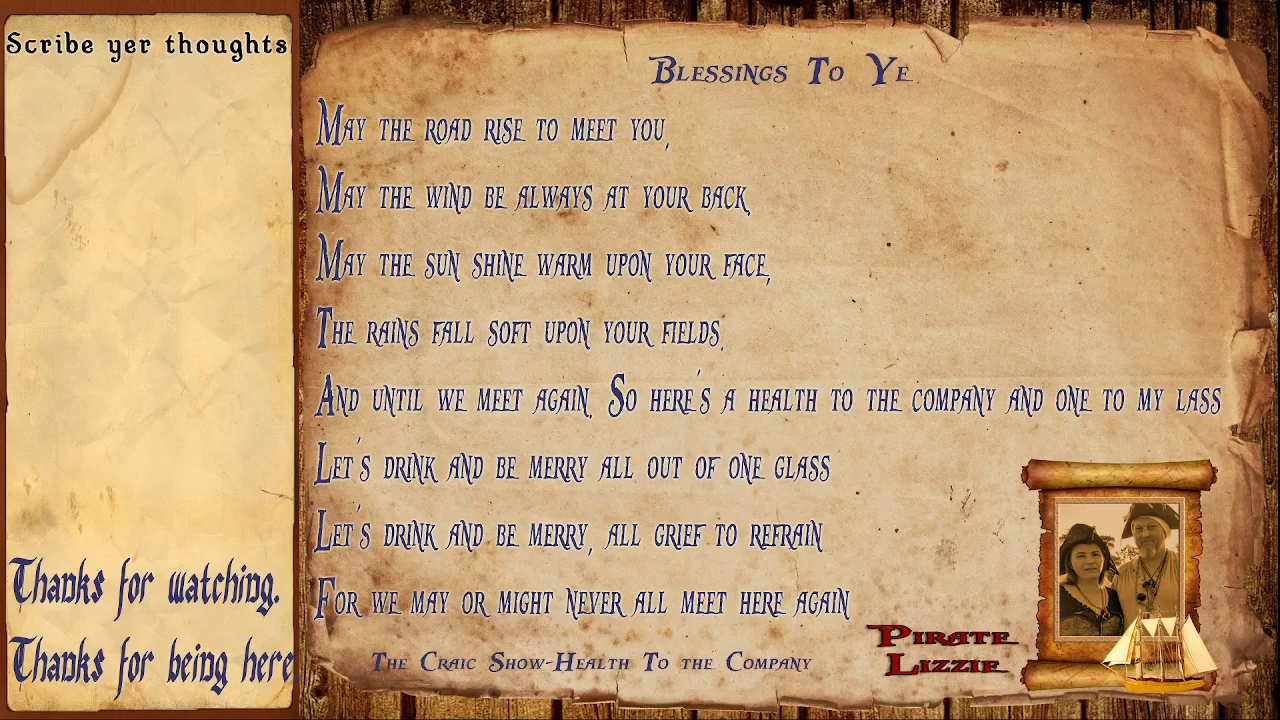 Scribe yer thoughts
Thanks for watching.
Thanks for being here.
Blessings To Ye
May the road rise to meet you,
May the wind be always at your back,
May the sun shine warm upon your face,
The rains fall soft upon your fields.
And until we meet again. So here's a health to the company and one to my lass
Let's drink and be merry all out of one glass
Let's drink and be merry, all grief to refrain
For we may or might never all meet here again
The Craic Show-Health To the Company
Pirate
Lizzie